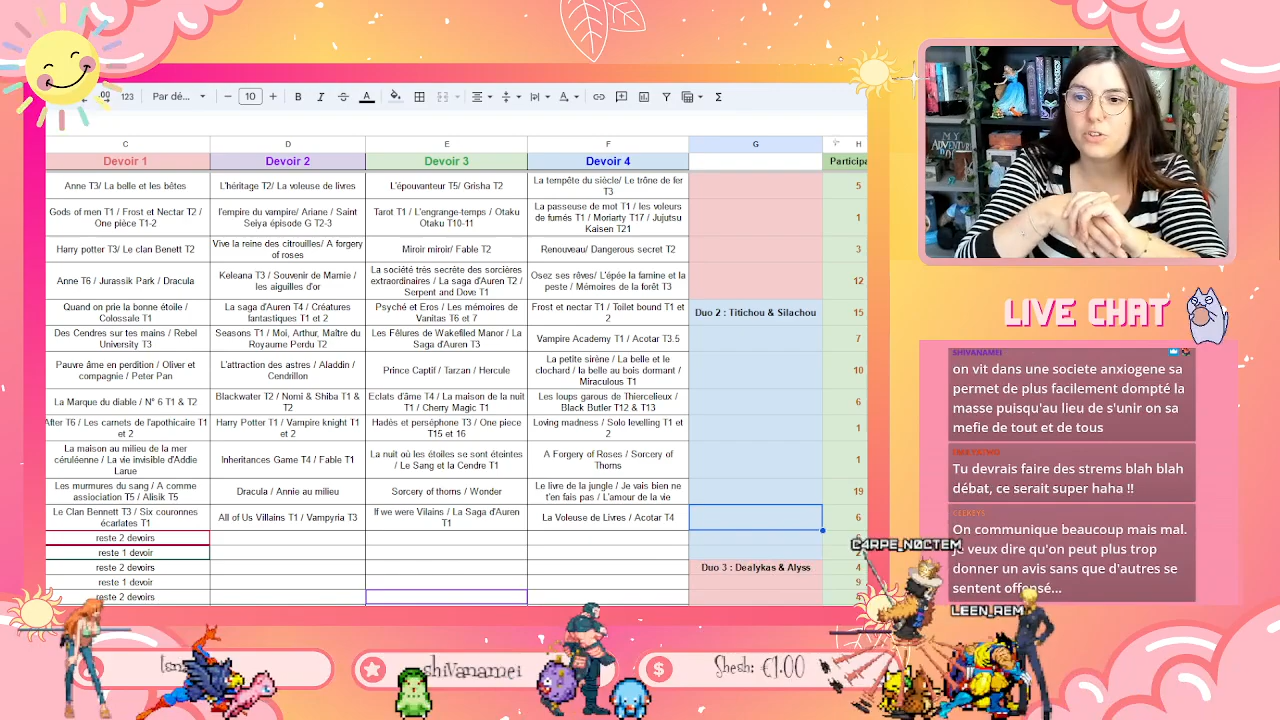 123 Par dé... 10 B I A
C D E F G H
Devoir 1 Devoir 2 Devoir 3 Devoir 4 Participa
Anne T3/ La belle et les bêtes
L'héritage T2/ La voleuse de livres
L'épouvanteur T5/ Grisha T2
La tempête du siècle/ Le trône de fer
T3
5
Gods of men T1 / Frost et Nectar T2 /
One pièce T1-2
l'empire du vampire/ Ariane / Saint
Seiya épisode G T2-3
Tarot T1 / L'engrange-temps / Otaku
Otaku T10-11
La passeuse de mot T1 / les voleurs
de fumés T1 / Moriarty T17 / Jujutsu
Kaisen T21
1
Harry potter T3/ Le clan Benett T2
Vive la reine des citrouilles/ A forgery
of roses
Miroir miroir/ Fable T2
Renouveau/ Dangerous secret T2
3
Anne T6 / Jurassik Park / Dracula
Keleana T3 / Souvenir de Mamie /
les aiguilles d'or
La société très secrète des sorcières
extraordinaires / La saga d'Auren T2 /
Serpent and Dove T1
Osez ses rêves/ L'épée la famine et la
peste / Mémoires de la forêt T3
12
Quand on prie la bonne étoile /
Colossale T1
La saga d'Auren T4 / Créatures
fantastiques T1 et 2
Psyché et Eros / Les mémoires de
Vanitas T6 et 7
Frost et nectar T1 / Toilet bound T1 et
2
Duo 2 : Titichou & Silachou
15
Des Cendres sur tes mains / Rebel
University T3
Seasons T1 / Moi, Arthur, Maître du
Royaume Perdu T2
Les Fêlures de Wakefiled Manor / La
Saga d'Auren T3
Vampire Academy T1 / Acotar T3.5
7
Pauvre âme en perdition / Oliver et
compagnie / Peter Pan
L'attraction des astres / Aladdin /
Cendrillon
Prince Captif / Tarzan / Hercule
La petite sirène / La belle et le
clochard / la belle au bois dormant /
Miraculous T1
10
La Marque du diable / N° 6 T1 & T2
Blackwater T2 / Nomi & Shiba T1 &
T2
Eclats d'âme T4 / La maison de la nuit
T1 / Cherry Magic T1
Les loups garous de Thiercelieux /
Black Butler T12 & T13
6
After T6 / Les carnets de l'apothicaire T1
et 2
Harry Potter T1 / Vampire knight T1
et 2
Hadès et perséphone T3 / One piece
T15 et 16
Loving madness / Solo levelling T1 et
2
1
La maison au milieu de la mer
céruléenne / La vie invisible d'Addie
Larue
Inheritances Game T4 / Fable T1
La nuit où les étoiles se sont éteintes
/ Le Sang et la Cendre T1
A Forgery of Roses / Sorcery of
Thorns
1
Les murmures du sang / A comme
assiociation T5 / Alisik T5
Dracula / Annie au milieu
Sorcery of thoms / Wonder
Le livre de la jungle / Je vais bien ne
t'en fais pas / L'amour de la vie
19
Le Clan Bennett T3 / Six couronnes
écarlates T1
All of Us Villains T1 / Vampyria T3
If we were Vilains / La Saga d'Auren
T1
La Voleuse de Livres / Acotar T4
6
reste 2 devoirs
reste 1 devoir
reste 2 devoirs
Duo 3 : Dealykas & Alyss
4
reste 1 devoir
9
reste 2 devoirs
MY
ADVENTURE
LIVE CHAT
SHIVANAMEI
on vit dans une societe anxiogene sa
permet de plus facilement dompté la
masse puisqu'au lieu de s'unir on sa
mefie de tout et de tous
Tu devrais faire des strems blah blah
débat, ce serait super haha !!
CEEKEYS
On communique beaucoup mais mal.
je veux dire qu'on peut plus trop
donner un avis sans que d'autres se
sentent offensé...
C4RPE_N0CTEM
LEEN_REM
shivanamei
$ Shesh: €1.00